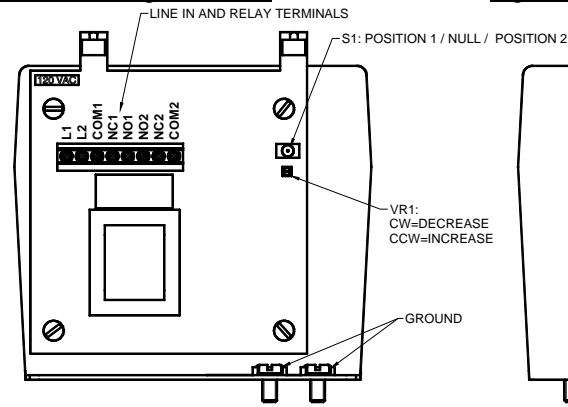 LINE IN AND RELAY TERMINALS
S1: POSITION 1 / NULL / POSITION 2
120 VAC
L1
L2
COM1
NC1
NO1
NO2
NC2
COM2
VR1:
CW=DECREASE
CCW=INCREASE
GROUND